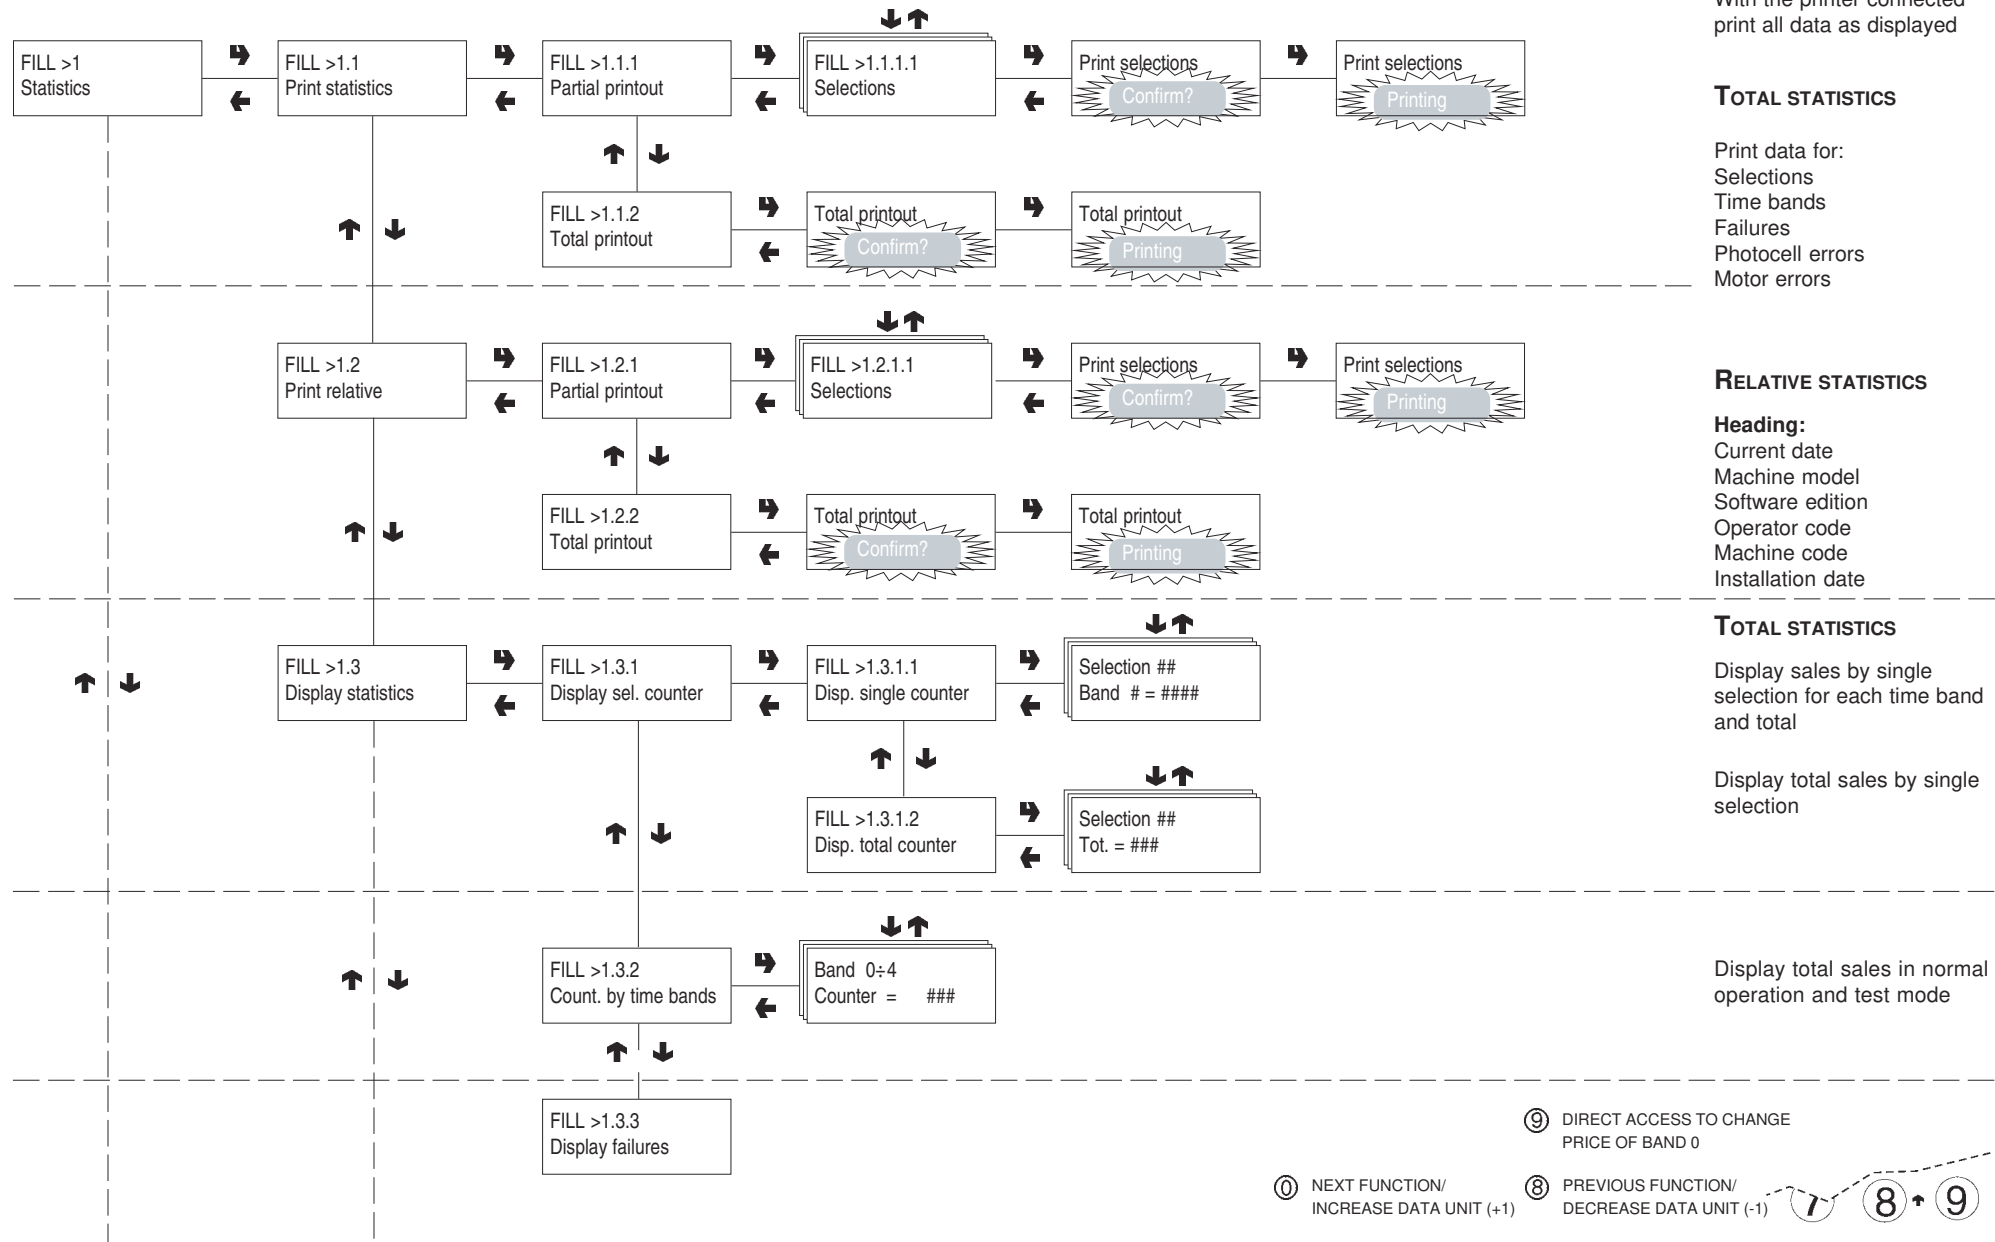 With the printer connected
print all data as displayed
FILL >1
Statistics
FILL >1.1
Print statistics
FILL >1.1.1
Partial printout
FILL >1.1.1.1
Selections
Print selections
Confirm?
Print selections
Printing
TOTAL STATISTICS
Print data for:
Selections
Time bands
Failures
Photocell errors
Motor errors
FILL >1.1.2
Total printout
Total printout
Confirm?
Total printout
Printing
FILL >1.2
Print relative
FILL >1.2.1
Partial printout
FILL >1.2.1.1
Selections
Print selections
Confirm?
Print selections
Printing
RELATIVE STATISTICS
Heading:
Current date
Machine model
Software edition
Operator code
Machine code
Installation date
FILL >1.2.2
Total printout
Total printout
Confirm?
Total printout
Printing
FILL >1.3
Display statistics
FILL >1.3.1
Display sel. counter
FILL >1.3.1.1
Disp. single counter
Selection ##
Band # = ####
TOTAL STATISTICS
Display sales by single
selection for each time band
and total
FILL >1.3.1.2
Disp. total counter
Selection ##
Tot. = ###
Display total sales by single
selection
FILL >1.3.2
Count. by time bands
Band 0÷4
Counter = ###
Display total sales in normal
operation and test mode
FILL >1.3.3
Display failures
9 DIRECT ACCESS TO CHANGE
PRICE OF BAND 0
0 NEXT FUNCTION/
INCREASE DATA UNIT (+1)
8 PREVIOUS FUNCTION/
DECREASE DATA UNIT (-1)
7 8 9